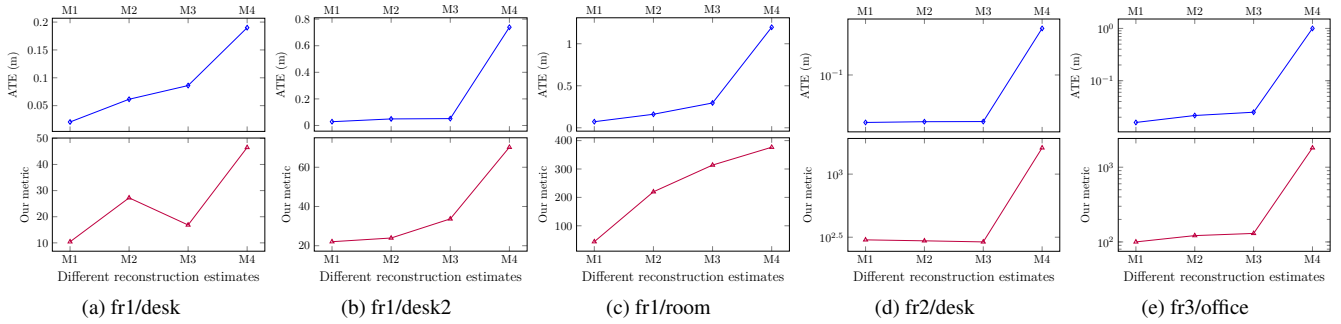 M1 M2 M3 M4
0.2
0.15
0.1
0.05
ATE (m)
50
40
30
20
10
Our metric
M1 M2 M3 M4
Different reconstruction estimates
(a) fr1/desk
M1 M2 M3 M4
0.8
0.6
0.4
0.2
0
ATE (m)
60
40
20
Our metric
M1 M2 M3 M4
Different reconstruction estimates
(b) fr1/desk2
M1 M2 M3 M4
1
0.5
0
ATE (m)
400
300
200
100
Our metric
M1 M2 M3 M4
Different reconstruction estimates
(c) fr1/room
M1 M2 M3 M4
10⁻¹
ATE (m)
10³
10²·⁵
Our metric
M1 M2 M3 M4
Different reconstruction estimates
(d) fr2/desk
M1 M2 M3 M4
10⁰
10⁻¹
ATE (m)
10³
10²
Our metric
M1 M2 M3 M4
Different reconstruction estimates
(e) fr3/office